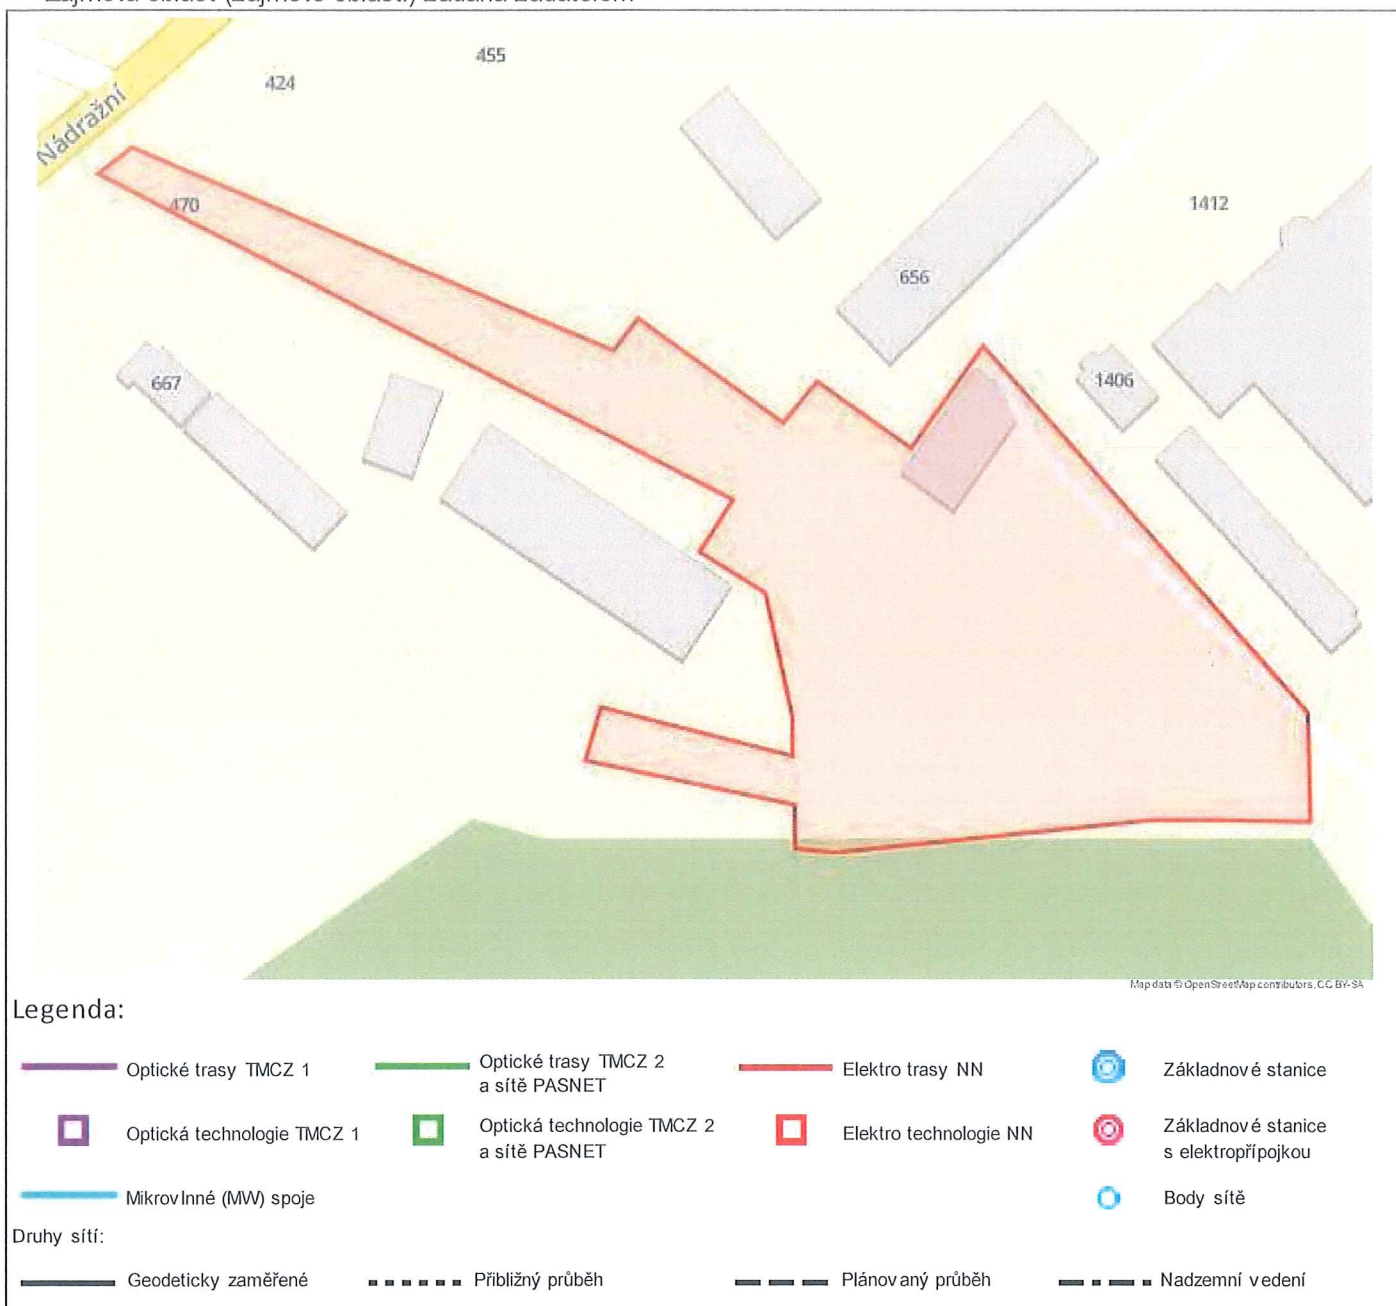 455
424
Nádražní
470
1412
656
667
1406
Map data © OpenStreetMap contributors, CC BY-SA
Legenda:
Optické trasy TMCZ 1
Optické trasy TMCZ 2
a sítě PASNET
Elektro trasy NN
Základnové stanice
Optická technologie TMCZ 1
Optická technologie TMCZ 2
a sítě PASNET
Elektro technologie NN
Základnové stanice
s elektropřípojkou
Mikrovlnné (MW) spoje
Body sítě
Druhy sítí:
Geodeticky zaměřené
Přibližný průběh
Plánovaný průběh
Nadzemní vedení